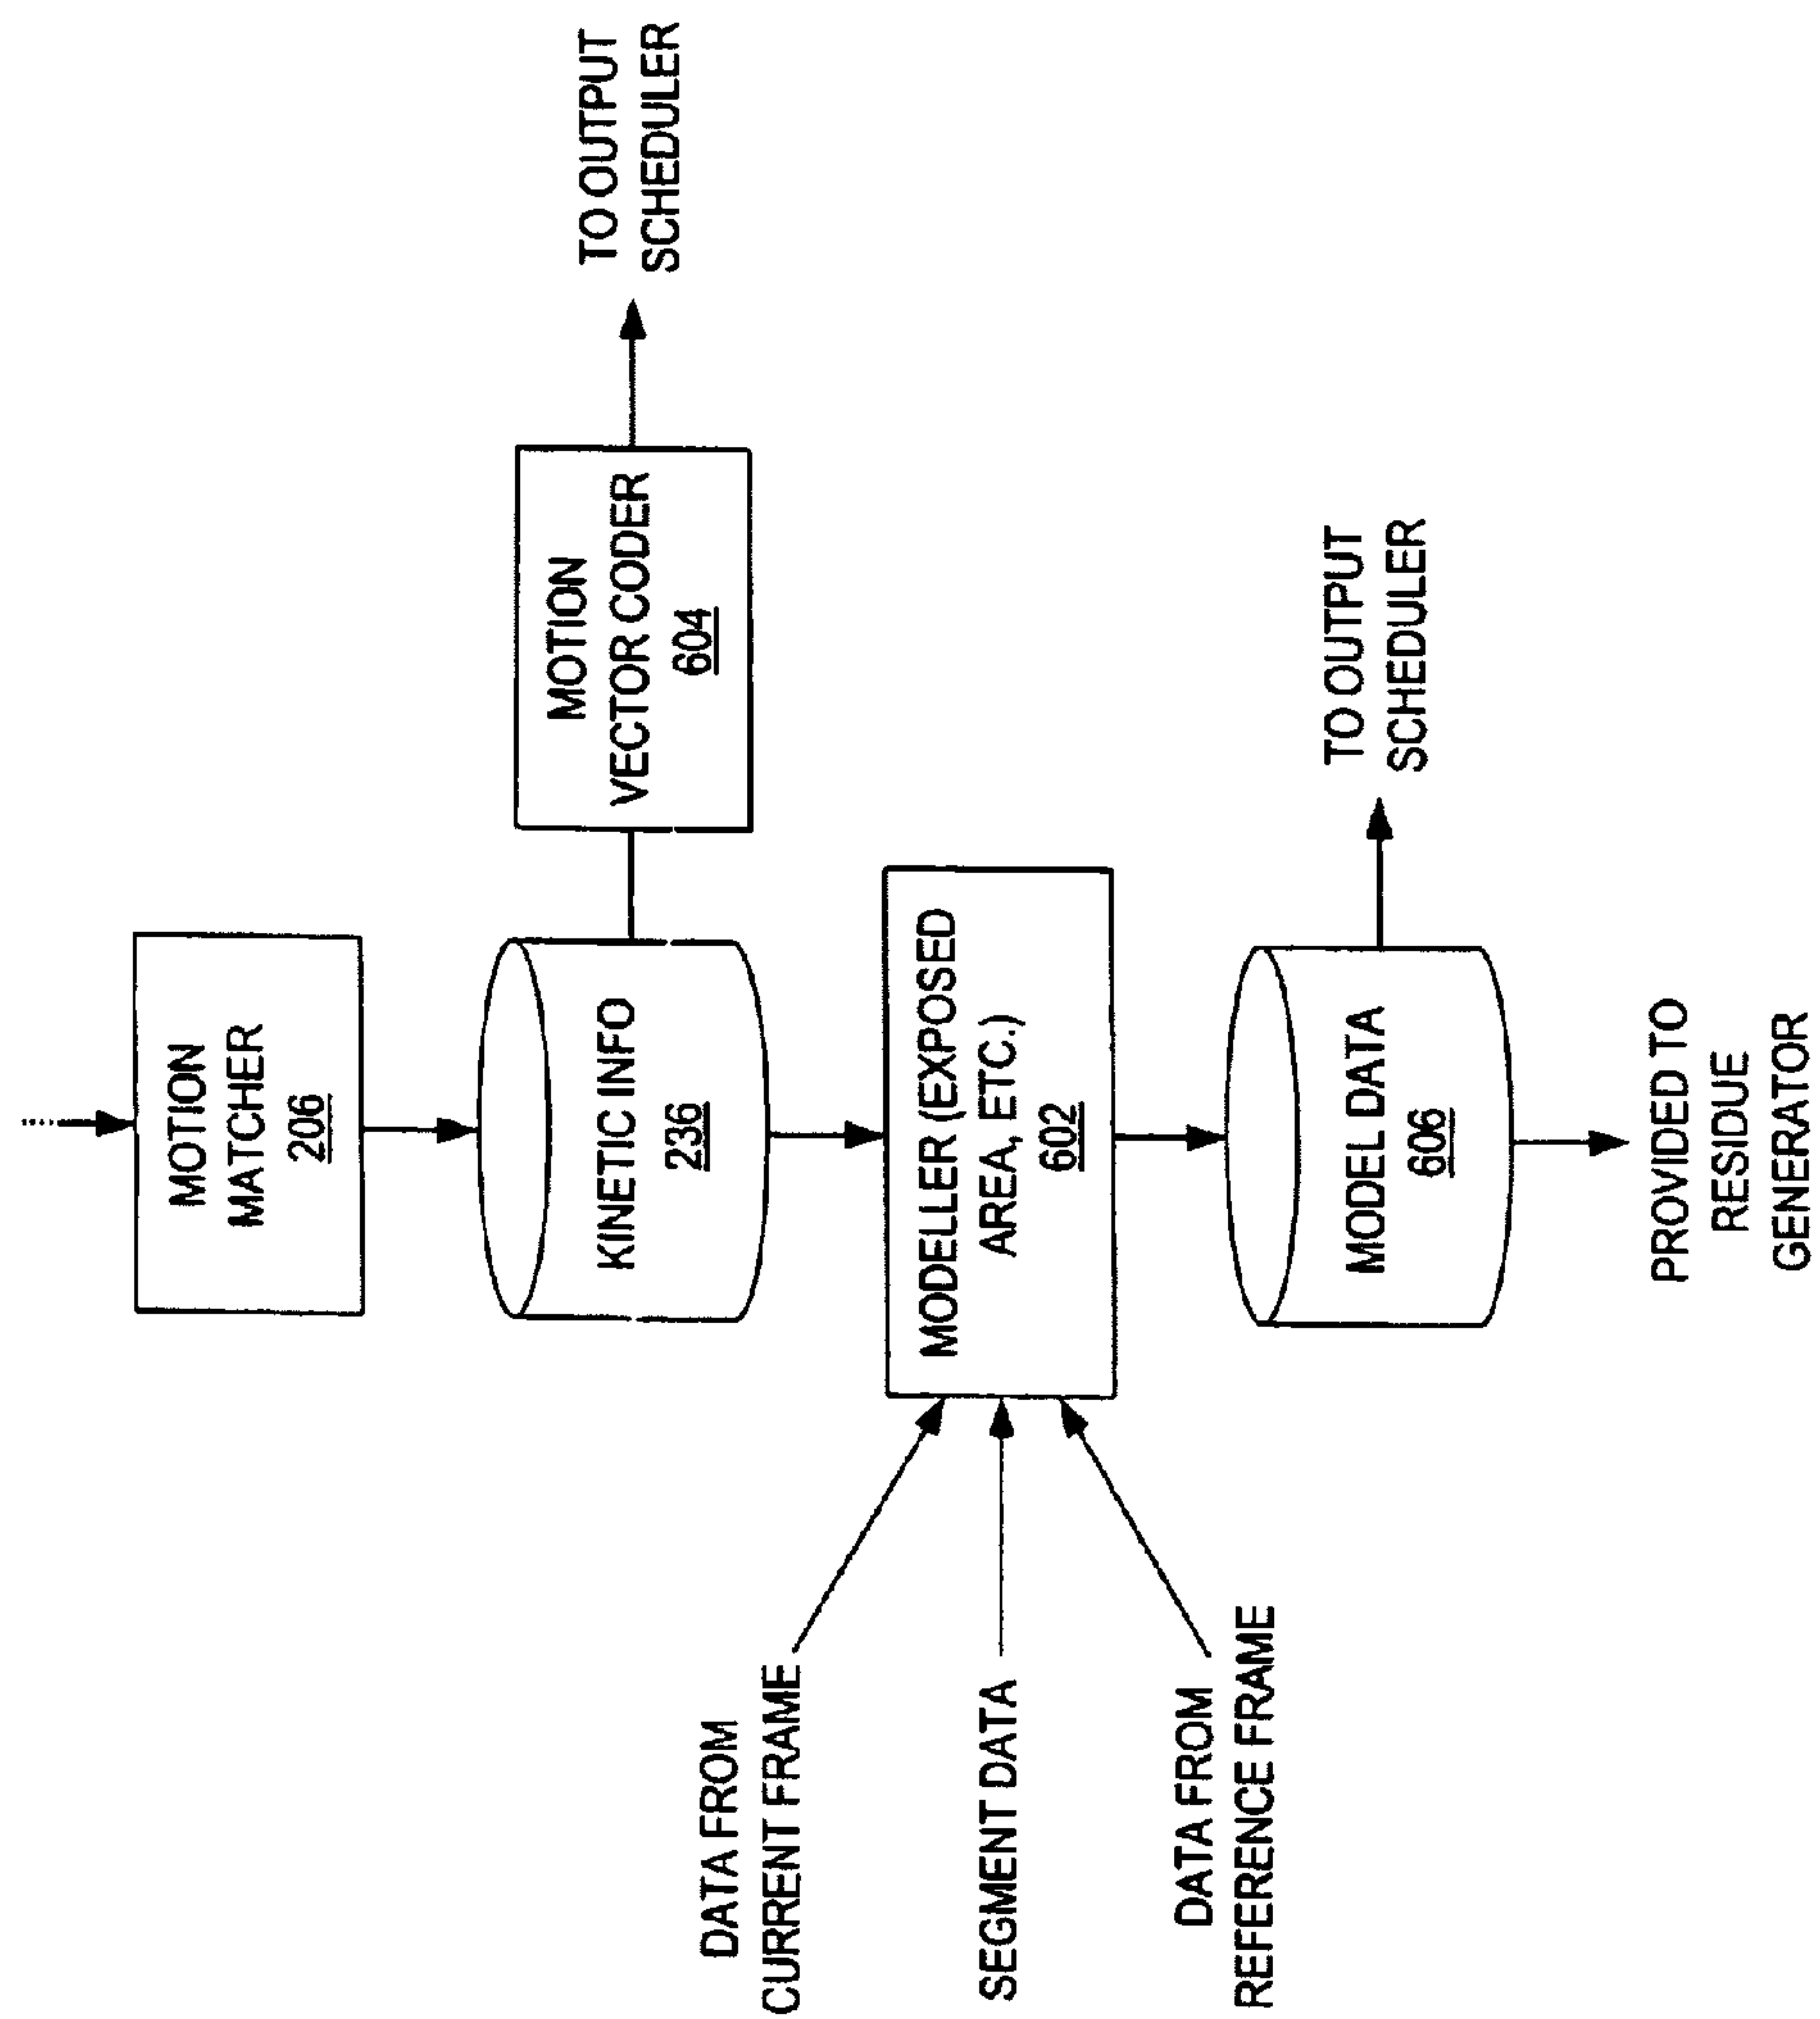 MOTION
MATCHER
206
KINETIC INFO
236
MOTION
VECTOR CODER
604
TO OUTPUT
SCHEDULER
DATA FROM
CURRENT FRAME
SEGMENT DATA
DATA FROM
REFERENCE FRAME
MODELLER (EXPOSED
AREA, ETC.)
602
MODEL DATA
606
TO OUTPUT
SCHEDULER
PROVIDED TO
RESIDUE
GENERATOR